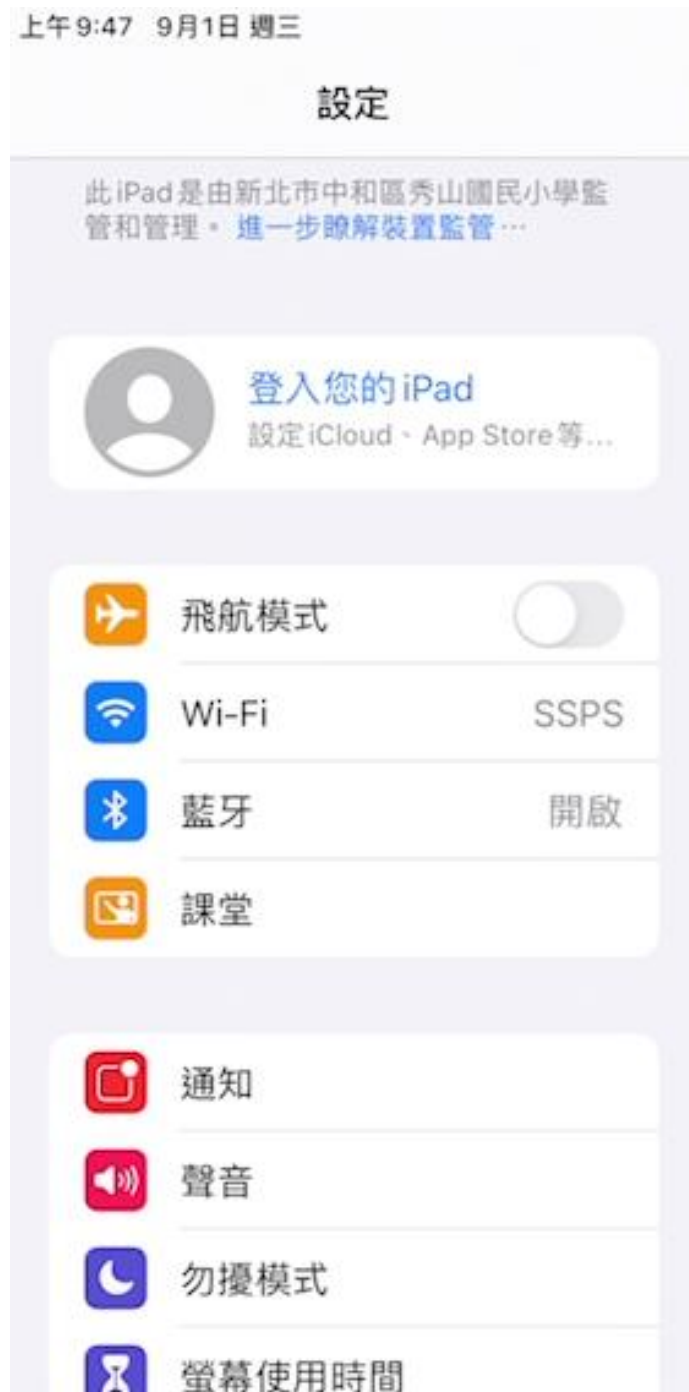 上午9:47 9月1日 週三
設定
此iPad是由新北市中和區秀山國民小學監
管和管理。進一步瞭解裝置監管…
登入您的iPad
設定iCloud、App Store等…
飛航模式
Wi-Fi SSPS
藍牙 開啟
課堂
通知
聲音
勿擾模式
螢幕使用時間